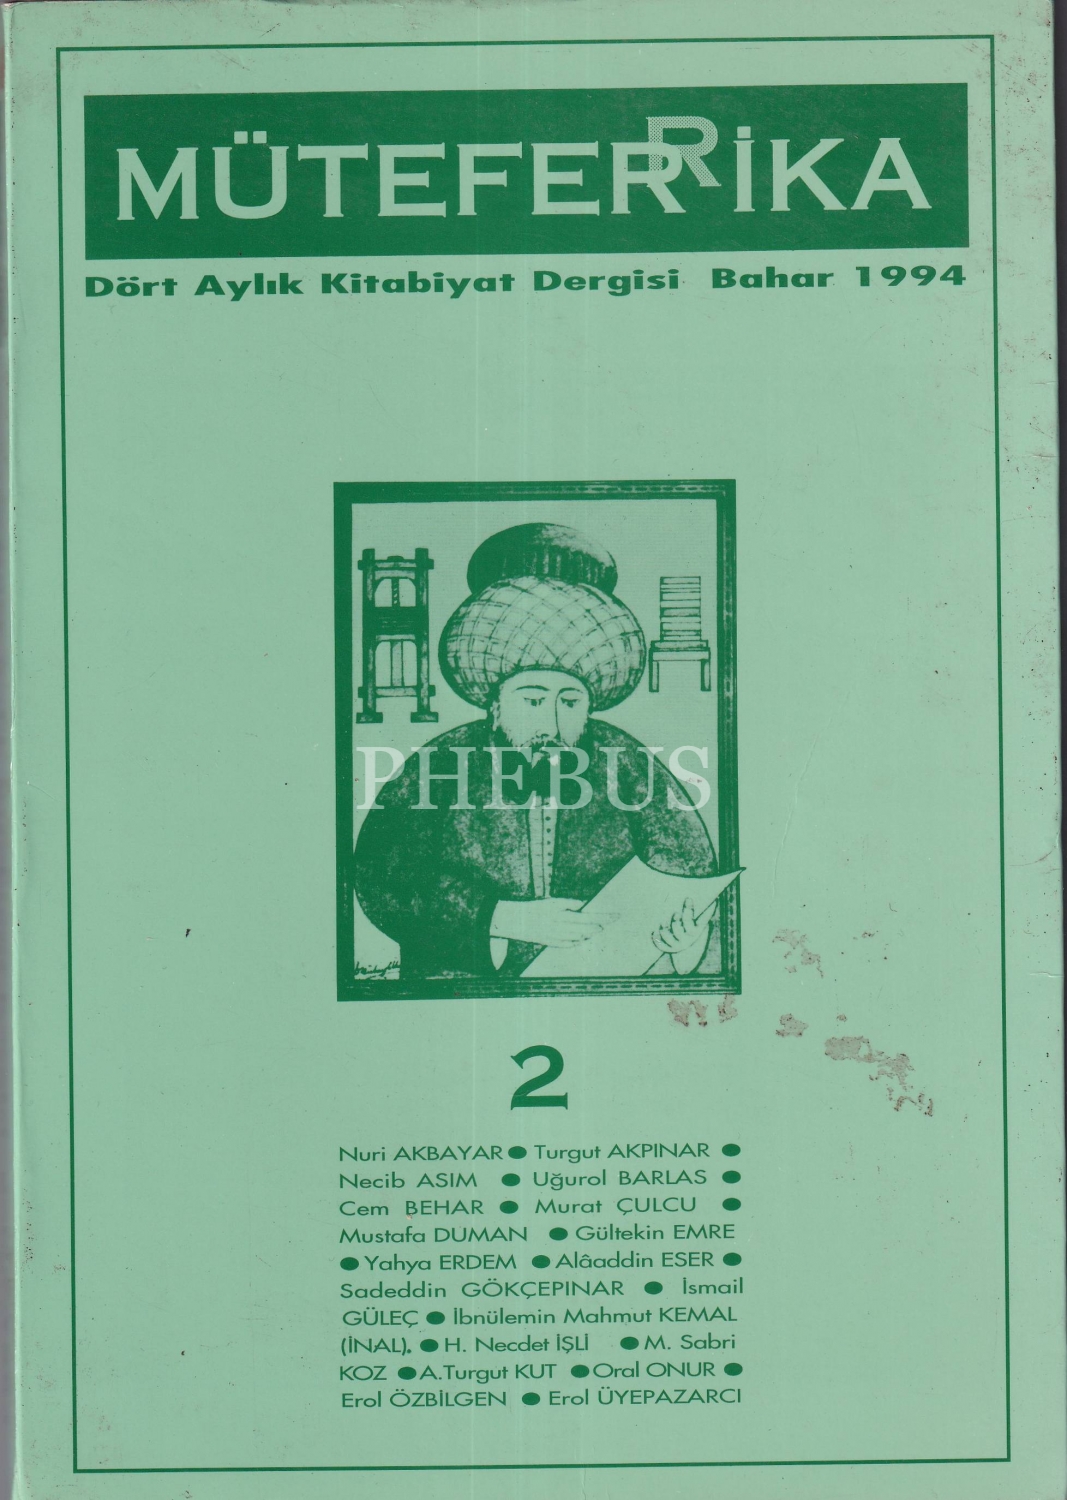 MÜTEFERRİKA
Dört Aylık Kitabiyat Dergisi Bahar 1994
PHEBUS
2
Nuri AKBAYAR ● Turgut AKPINAR ●
Necib ASIM ● Uğurol BARLAS ●
Cem BEHAR ● Murat ÇULCU ●
Mustafa DUMAN ● Gültekin EMRE
● Yahya ERDEM ● Alâaddin ESER ●
Sadeddin GÖKÇEPINAR ● İsmail
GÜLEÇ ● İbnülemin Mahmut KEMAL
(İNAL). ● H. Necdet İŞLİ ● M. Sabri
KOZ ● A.Turgut KUT ● Oral ONUR ●
Erol ÖZBİLGEN ● Erol ÜYEPAZARCI